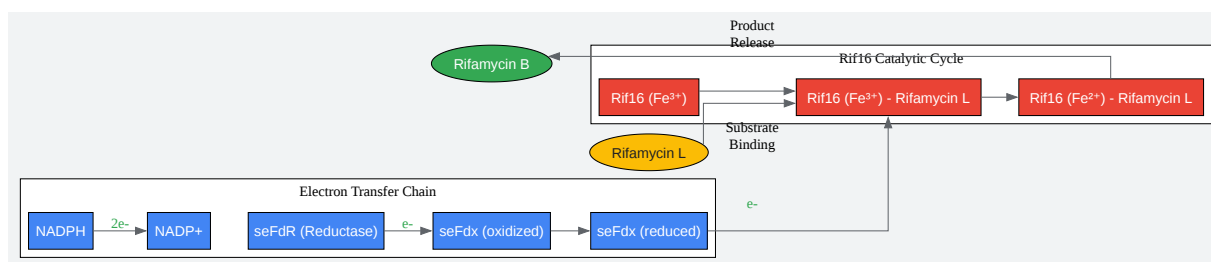 Product
Release
Rifamycin B
Rif16 Catalytic Cycle
Rif16 (Fe³⁺)
Rif16 (Fe³⁺) - Rifamycin L
Rif16 (Fe²⁺) - Rifamycin L
Substrate
Binding
Rifamycin L
Electron Transfer Chain
NADPH
2e-
NADP+
seFdR (Reductase)
e-
seFdx (oxidized)
seFdx (reduced)
e-